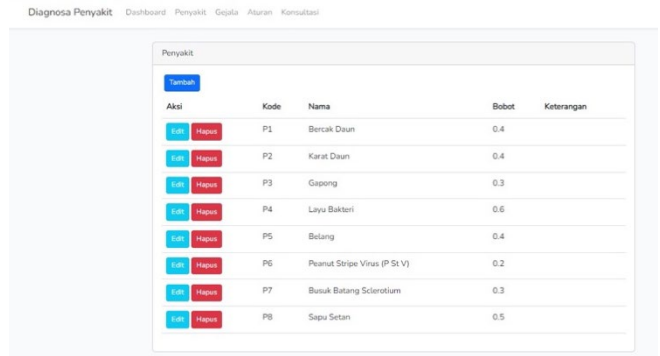 Diagnosa Penyakit Dashboard Penyakit Gejala Aturan Konsultasi
Penyakit
Tambah
Aksi Kode Nama Bobot Keterangan
Edit Hapus P1 Bercak Daun 0.4
Edit Hapus P2 Karat Daun 0.4
Edit Hapus P3 Gapong 0.3
Edit Hapus P4 Layu Bakteri 0.6
Edit Hapus P5 Belang 0.4
Edit Hapus P6 Peanut Stripe Virus (P St V) 0.2
Edit Hapus P7 Busuk Batang Sclerotium 0.3
Edit Hapus P8 Sapu Setan 0.5